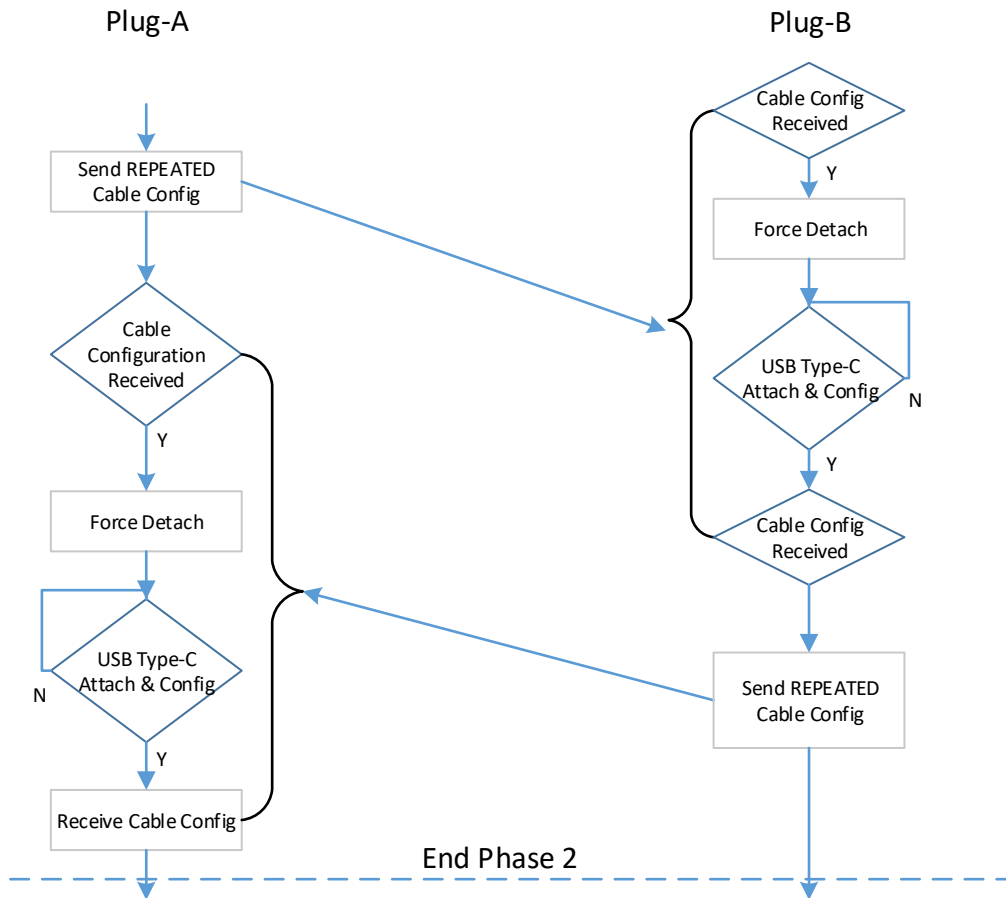 Plug-A
Send REPEATED
Cable Config
Cable
Configuration
Received
Y
Force Detach
USB Type-C
Attach & Config
N
Y
Receive Cable Config
Plug-B
Cable Config
Received
Y
Force Detach
USB Type-C
Attach & Config
N
Y
Cable Config
Received
Send REPEATED
Cable Config
End Phase 2